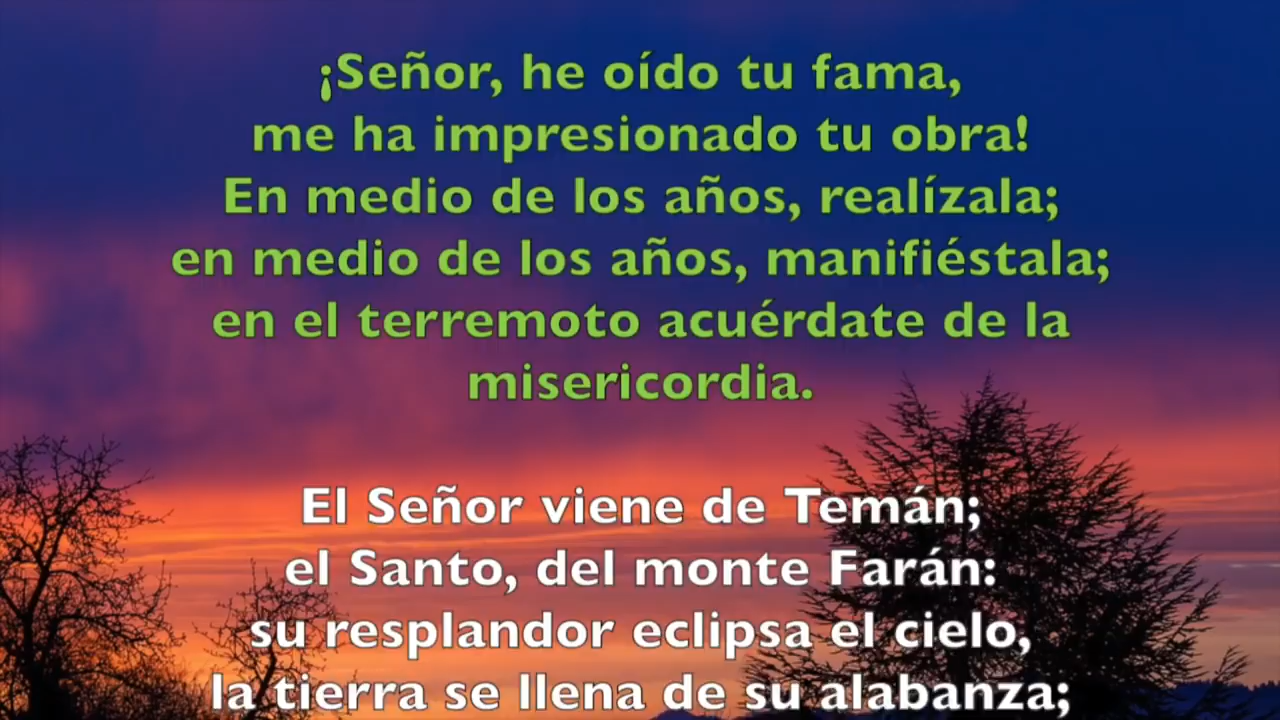 ¡Señor, he oído tu fama,
me ha impresionado tu obra!
En medio de los años, realízala;
en medio de los años, manifiéstala;
en el terremoto acuérdate de la
misericordia.
El Señor viene de Temán;
el Santo, del monte Farán:
su resplandor eclipsa el cielo,
la tierra se llena de su alabanza;